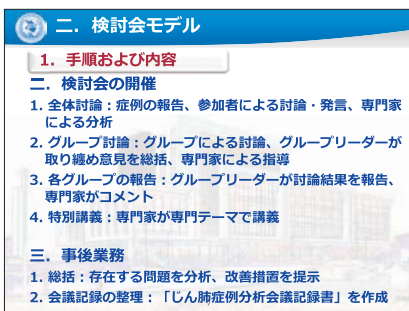 二．検討会モデル
1．手順および内容
二．検討会の開催
1. 全体討論：症例の報告、参加者による討論・発言、専門家
による分析
2. グループ討論：グループによる討論、グループリーダーが
取り纏め意見を総括、専門家による指導
3. 各グループの報告：グループリーダーが討論結果を報告、
専門家がコメント
4. 特別講義：専門家が専門テーマで講義
三．事後業務
1. 総括：存在する問題を分析、改善措置を提示
2. 会議記録の整理：「じん肺症例分析会議記録書」を作成